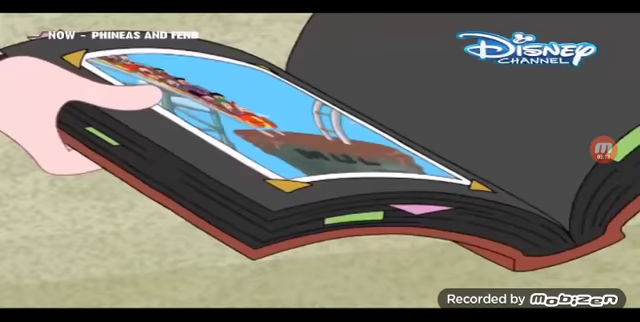 NOW - PHINEAS AND FERB
Disney
CHANNEL
Recorded by mobizen